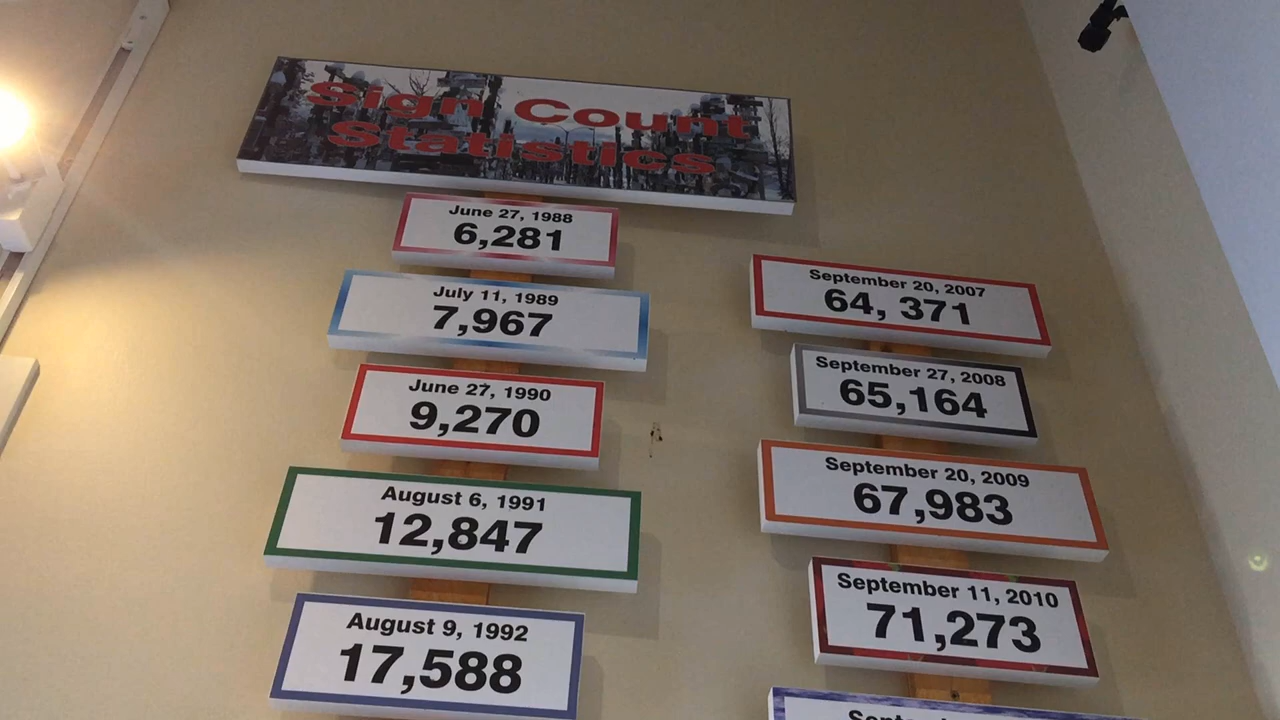 Sign Count
Statistics
June 27, 1988
6,281
July 11, 1989
7,967
June 27, 1990
9,270
August 6, 1991
12,847
August 9, 1992
17,588
September 20, 2007
64, 371
September 27, 2008
65,164
September 20, 2009
67,983
September 11, 2010
71,273